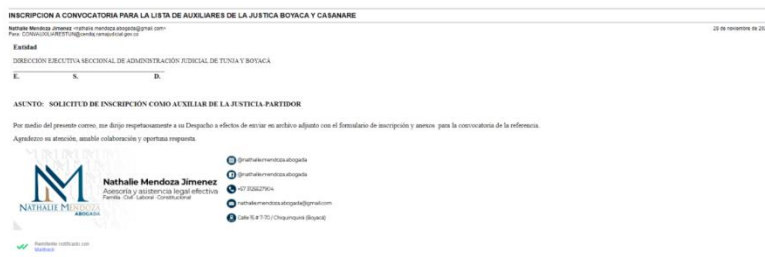 INSCRIPCION A CONVOCATORIA PARA LA LISTA DE AUXILIARES DE LA JUSTICA BOYACA Y CASANARE
Nathalie Mendoza Jimenez <nathalie.mendoza.abogada@gmail.com>
28 de noviembre de 20
Para: CONVAUXILIARESTUN@cendoj.ramajudicial.gov.co
Entidad
DIRECCIÓN EJECUTIVA SECCIONAL DE ADMINISTRACIÓN JUDICIAL DE TUNJA Y BOYACÁ
E. S. D.
ASUNTO: SOLICITUD DE INSCRIPCIÓN COMO AUXILIAR DE LA JUSTICIA-PARTIDOR
Por medio del presente correo, me dirijo respetuosamente a su Despacho a efectos de enviar en archivo adjunto con el formulario de inscripción y anexos para la convocatoria de la referencia.
Agradezco su atención, amable colaboración y oportuna respuesta.
NATHALIE MENDOZA
ABOGADA
Nathalie Mendoza Jimenez
Asesoría y asistencia legal efectiva
Familia Civil Laboral Constitucional
@nathaliemendoza.abogada
@nathaliemendoza.abogada
nathaliemendoza.abogada@gmail.com
Calle 15 # 7-70 / Chiquinquirá (Boyacá)
Remitente notificado con
Mailtrack